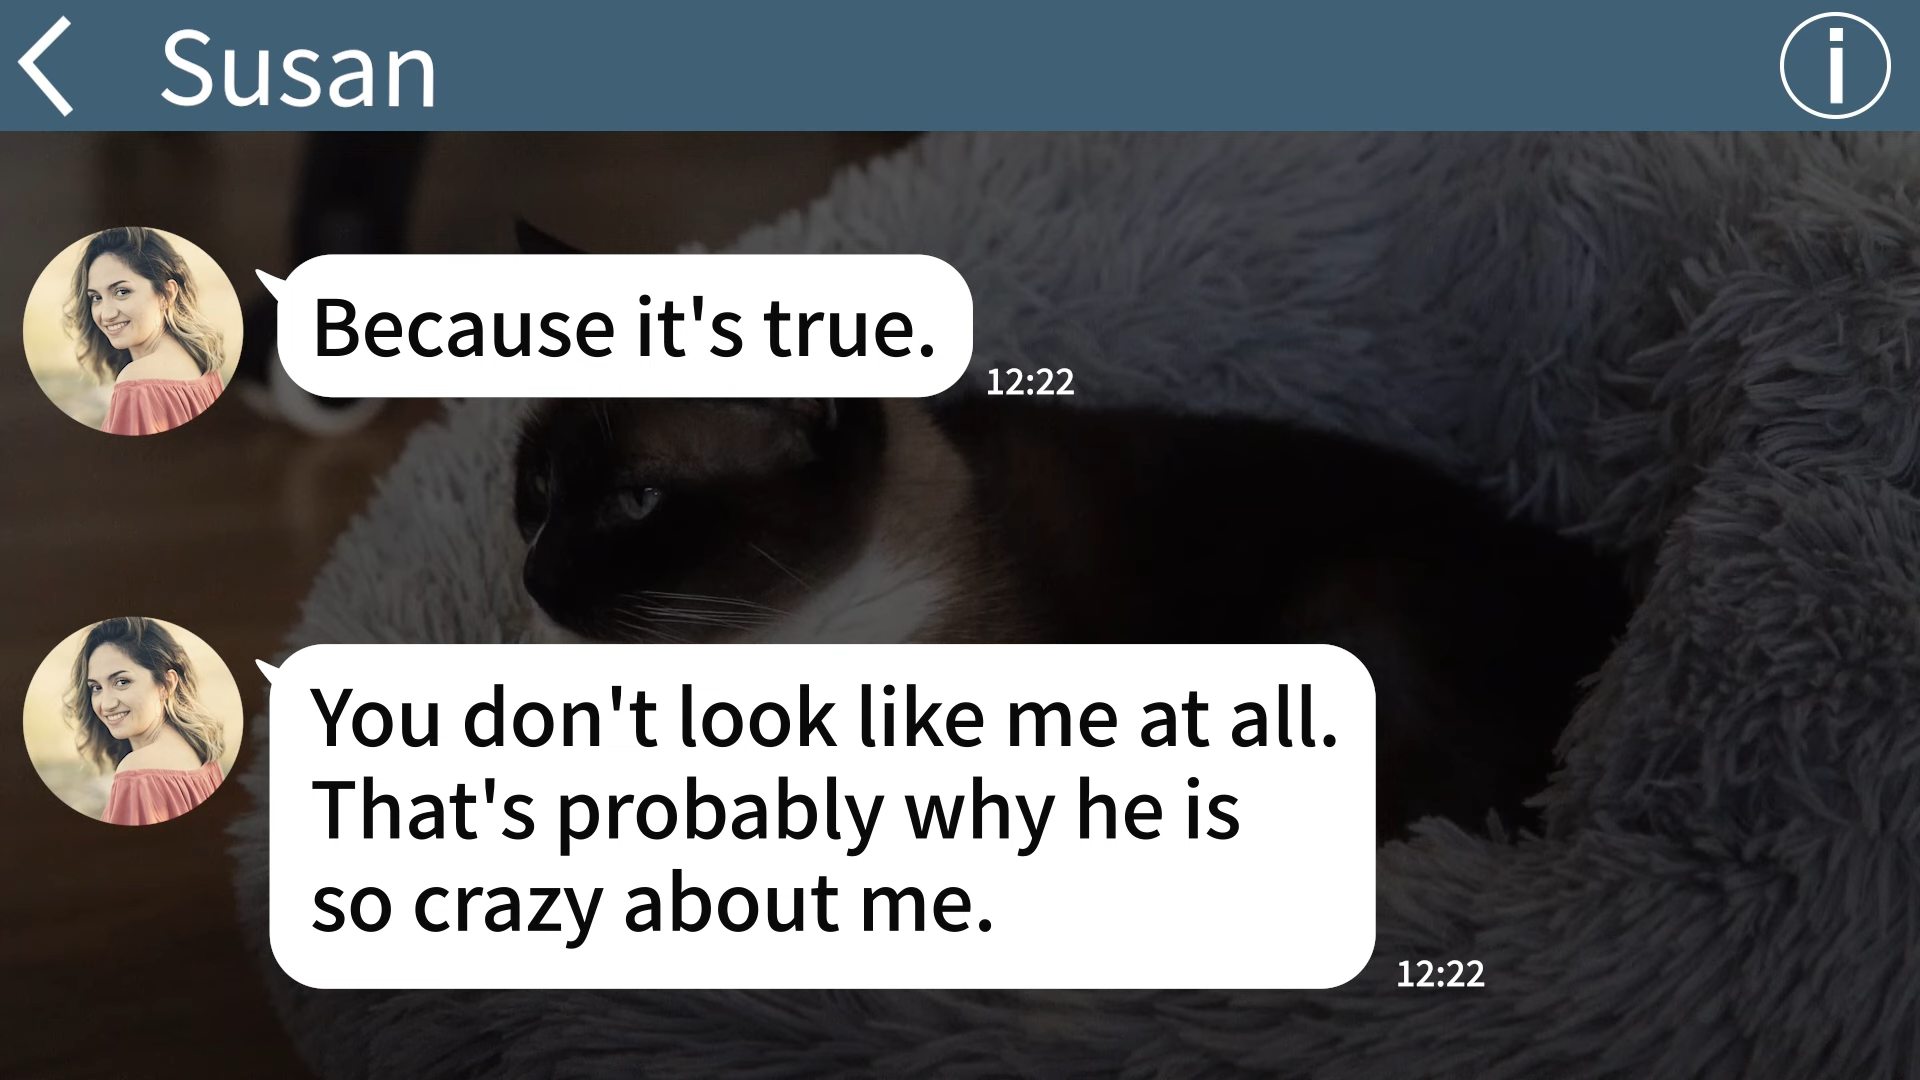 Susan
Because it's true.
12:22
You don't look like me at all.
That's probably why he is
so crazy about me.
12:22